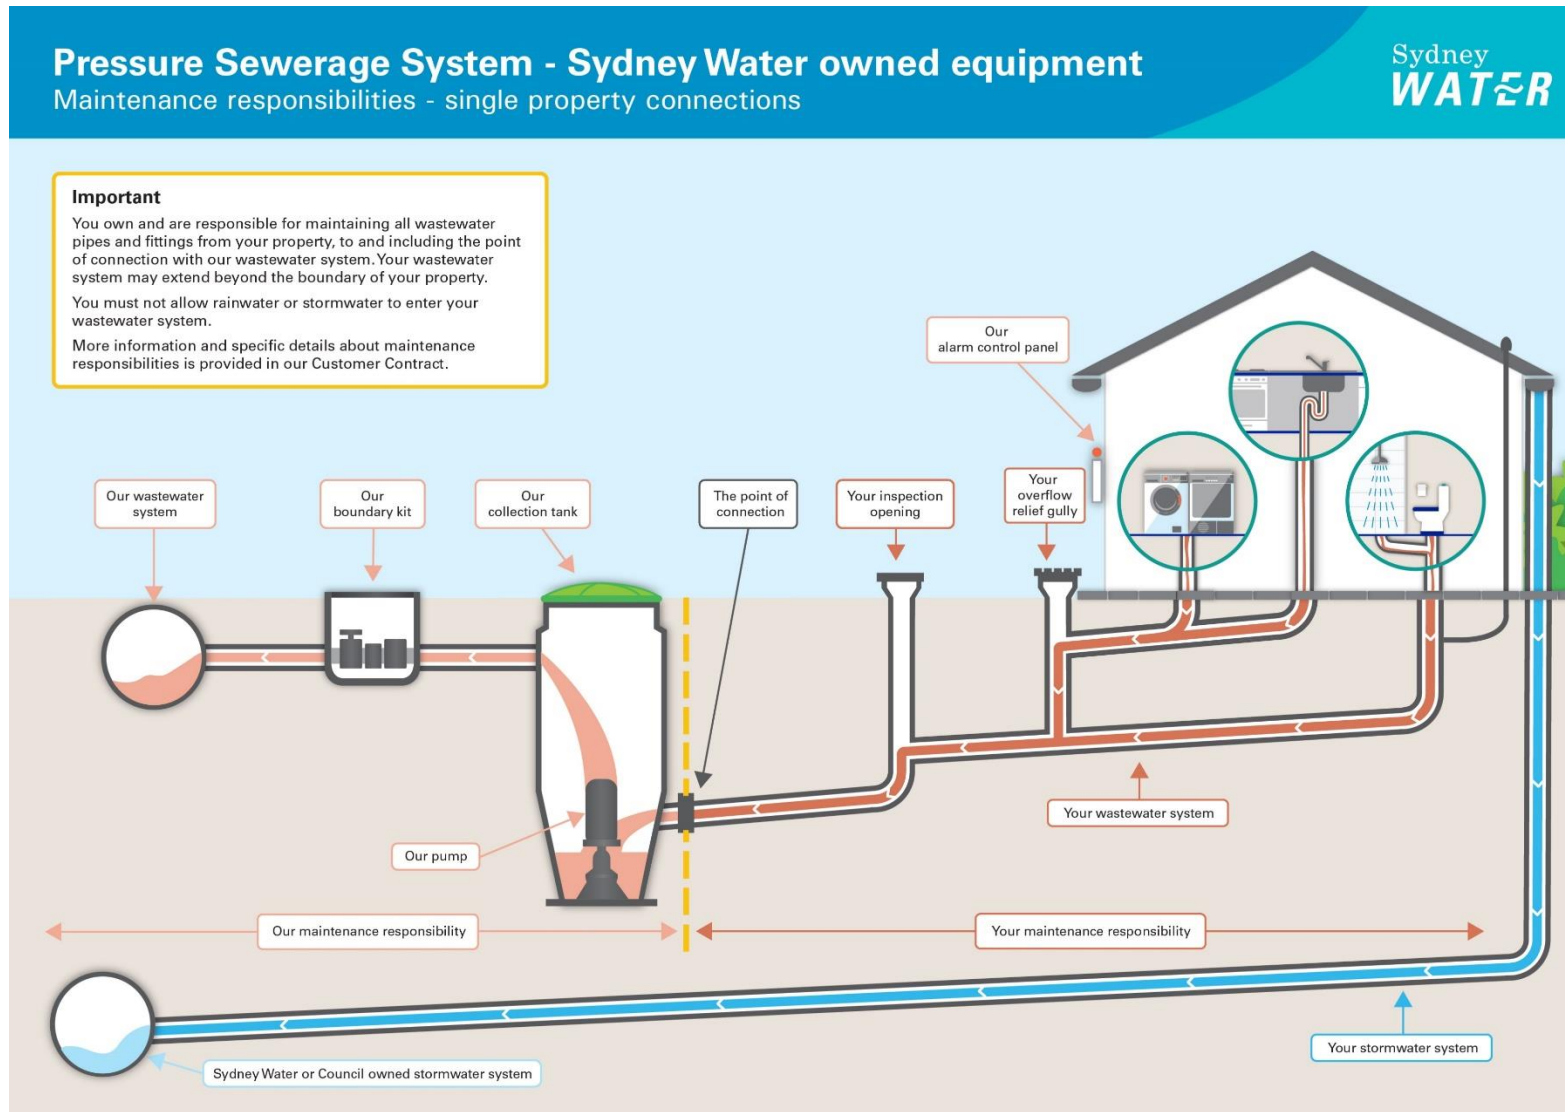 Pressure Sewerage System - Sydney Water owned equipment
Maintenance responsibilities - single property connections
Sydney
WATER
Important
You own and are responsible for maintaining all wastewater
pipes and fittings from your property, to and including the point
of connection with our wastewater system. Your wastewater
system may extend beyond the boundary of your property.
You must not allow rainwater or stormwater to enter your
wastewater system.
More information and specific details about maintenance
responsibilities is provided in our Customer Contract.
Our
alarm control panel
Our wastewater
system
Our
boundary kit
Our
collection tank
The point of
connection
Your inspection
opening
Your
overflow
relief gully
Your wastewater system
Our pump
Our maintenance responsibility
Your maintenance responsibility
Your stormwater system
Sydney Water or Council owned stormwater system